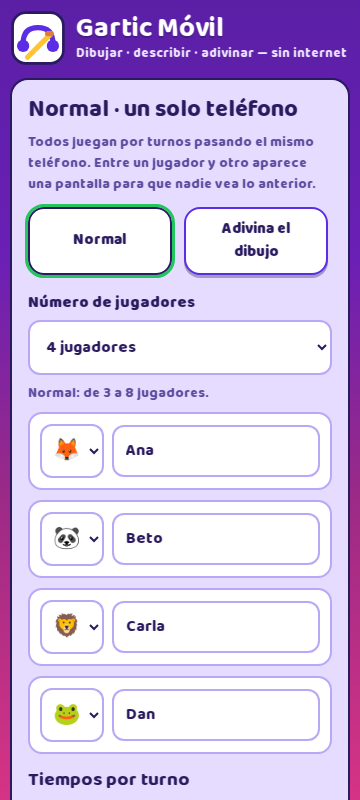 Gartic Móvil
Dibujar · describir · adivinar — sin internet
Normal · un solo teléfono
Todos juegan por turnos pasando el mismo
teléfono. Entre un jugador y otro aparece
una pantalla para que nadie vea lo anterior.
Normal
Adivina el
dibujo
Número de jugadores
4 jugadores
Normal: de 3 a 8 jugadores.
Ana
Beto
Carla
Dan
Tiempos por turno